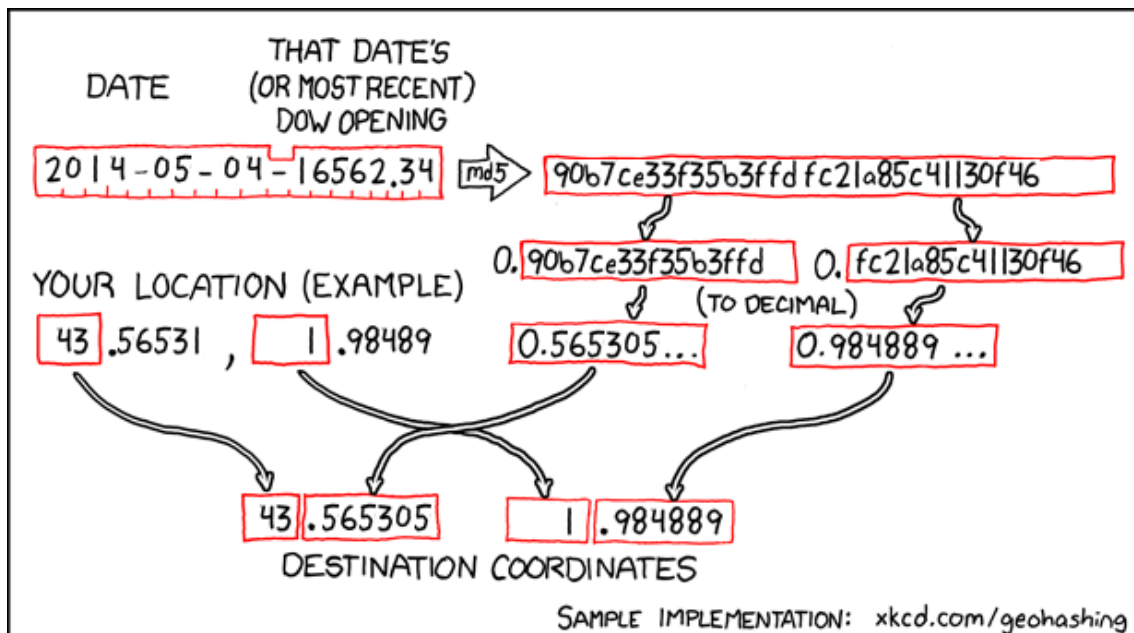 DATE
THAT DATE'S
(OR MOST RECENT)
DOW OPENING
2014-05-04-16562.34
md5
90b7ce33f35b3ffdfc21a85c41130f46
0.90b7ce33f35b3ffd
0.fc21a85c41130f46
YOUR LOCATION (EXAMPLE)
(TO DECIMAL)
43.56531, 1.98489
0.565305...
0.984889...
43.565305
1.984889
DESTINATION COORDINATES
SAMPLE IMPLEMENTATION: xkcd.com/geohashing